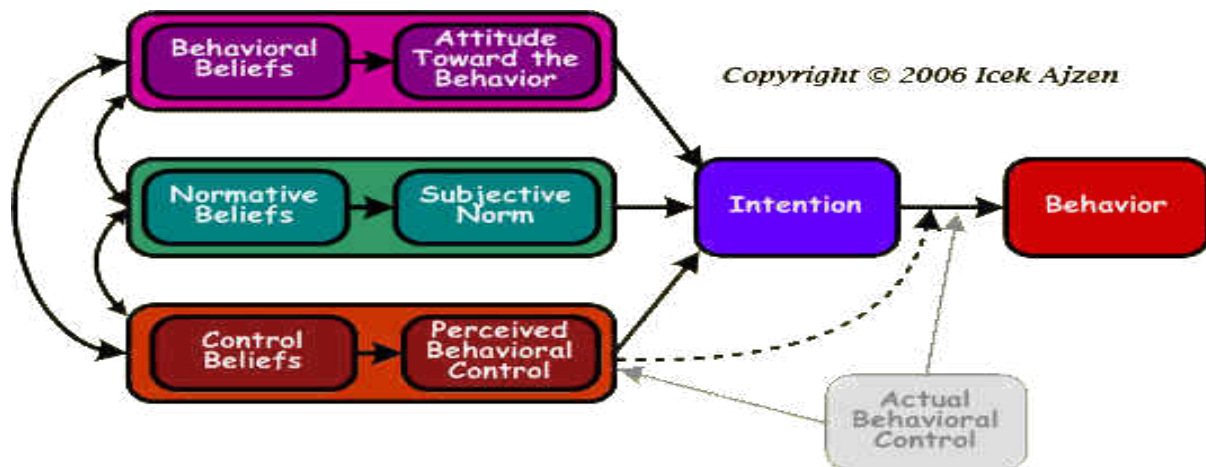 Behavioral
Beliefs
Attitude
Toward the
Behavior
Copyright © 2006 Icek Ajzen
Normative
Beliefs
Subjective
Norm
Intention
Behavior
Control
Beliefs
Perceived
Behavioral
Control
Actual
Behavioral
Control